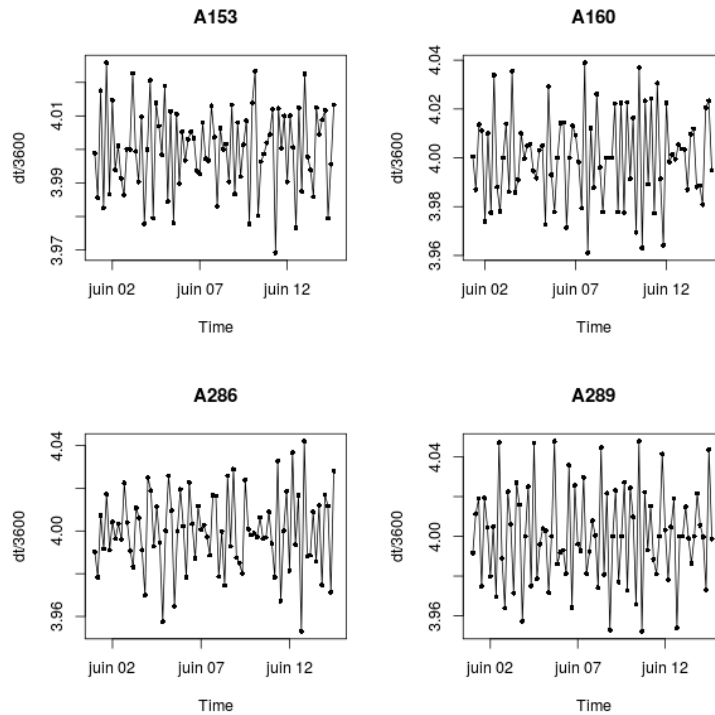 A153
dt/3600
4.01
3.99
3.97
juin 02
juin 07
juin 12
Time
A160
dt/3600
4.04
4.02
4.00
3.98
3.96
juin 02
juin 07
juin 12
Time
A286
dt/3600
4.04
4.00
3.96
juin 02
juin 07
juin 12
Time
A289
dt/3600
4.04
4.00
3.96
juin 02
juin 07
juin 12
Time